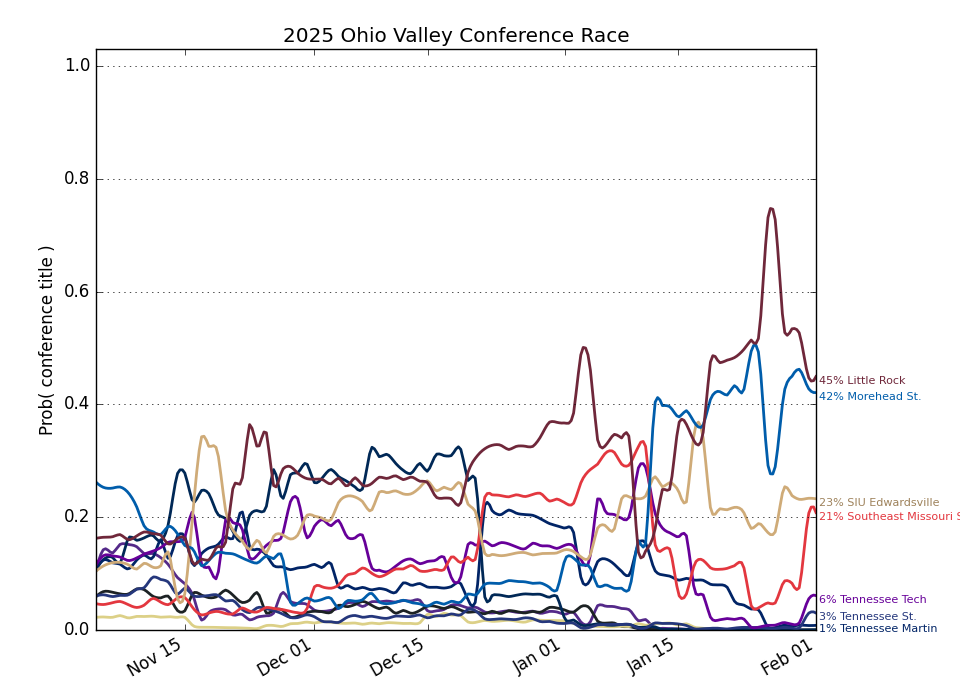 2025 Ohio Valley Conference Race
Prob( conference title )
1.0
0.8
0.6
0.4
0.2
0.0
Nov 15
Dec 01
Dec 15
Jan 01
Jan 15
Feb 01
45% Little Rock
42% Morehead St.
23% SIU Edwardsville
21% Southeast Missouri S
6% Tennessee Tech
3% Tennessee St.
1% Tennessee Martin